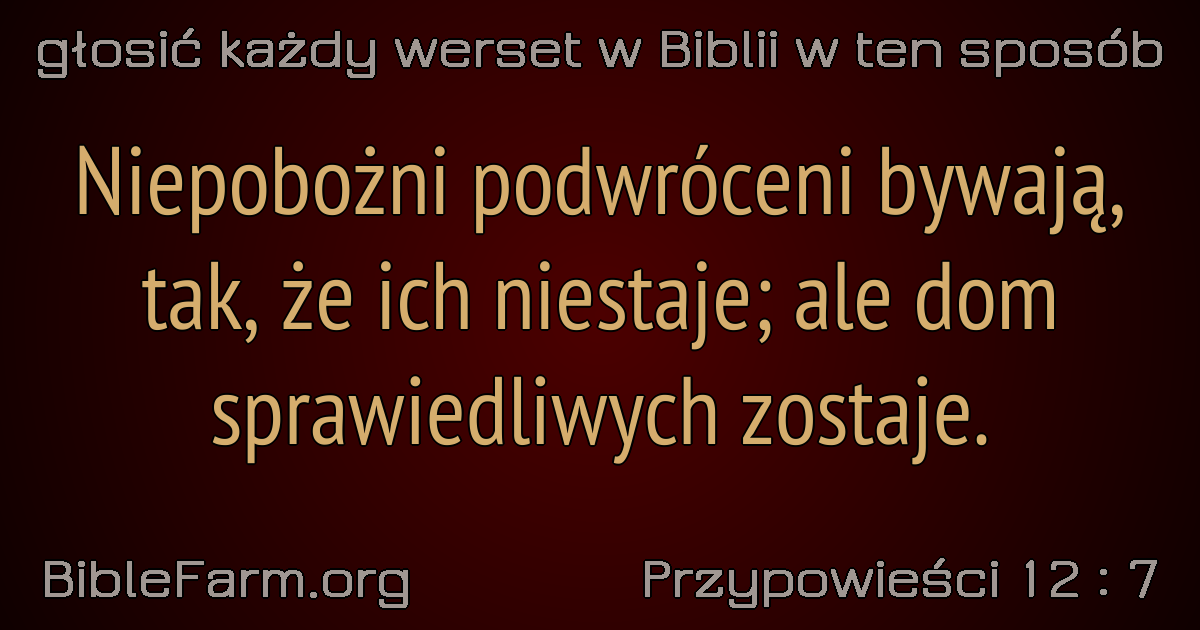 głosić każdy werset w Biblii w ten sposób
Niepobożni podwróceni bywają,
tak, że ich niestaje; ale dom
sprawiedliwych zostaje.
BibleFarm.org
Przypowieści 12 : 7